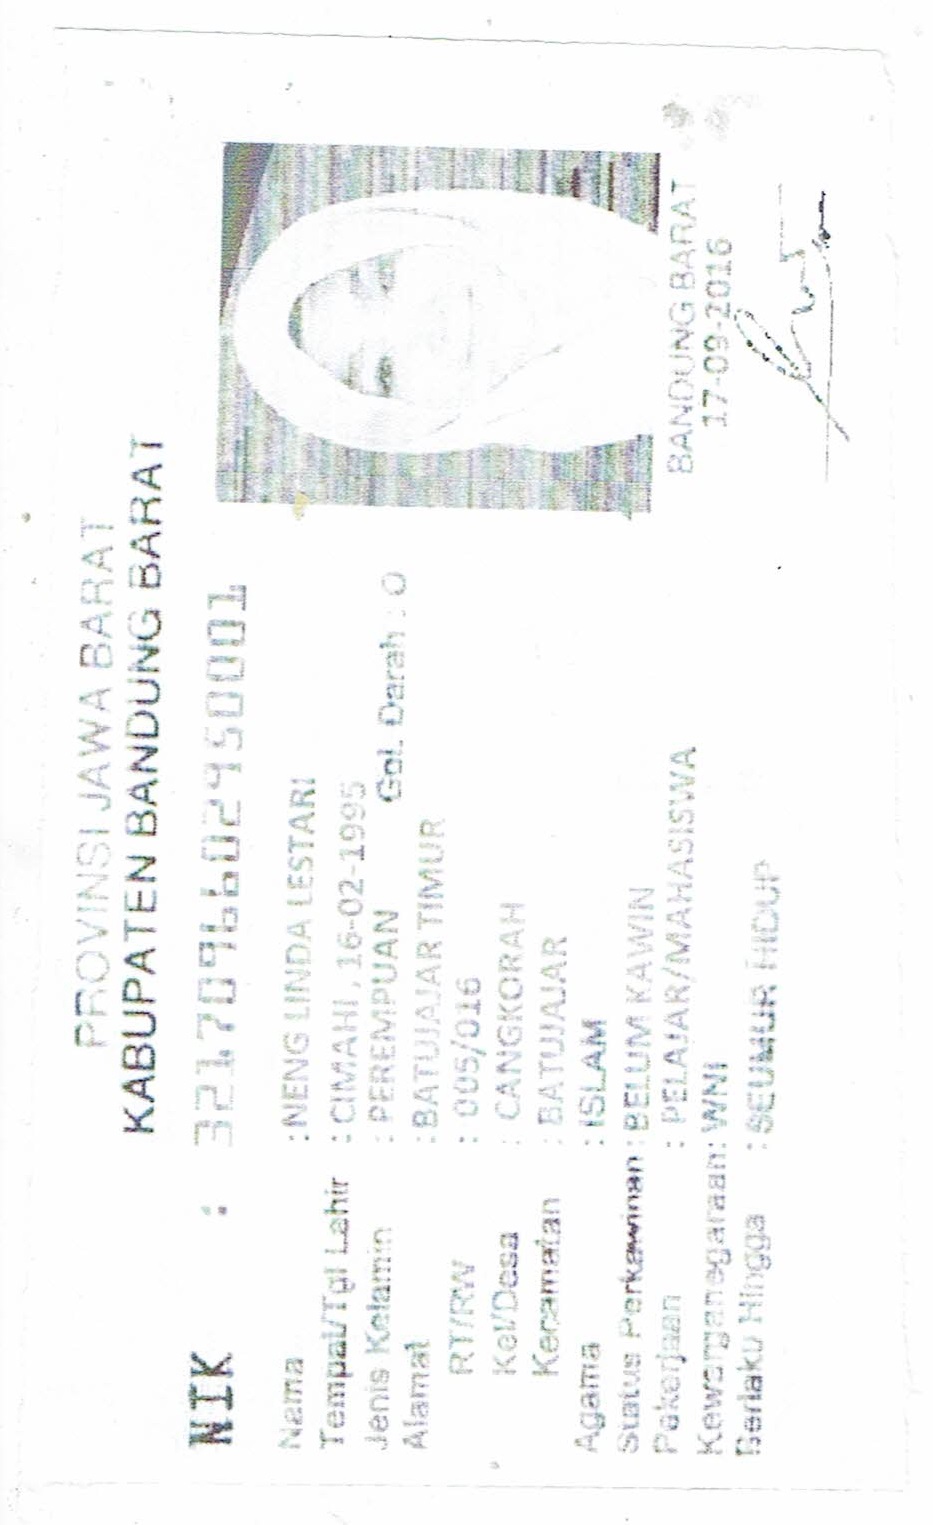 PROVINSI JAWA BARAT
KABUPATEN BANDUNG BARAT
NIK : 3217096602950001
Nama : NENG LINDA LESTARI
Tempat/Tgl Lahir : CIMAHI, 16-02-1995
Jenis Kelamin : PEREMPUAN Gol. Darah : O
Alamat : BATUJAJAR TIMUR
RT/RW : 005/016
Kel/Desa : CANGKORAH
Kecamatan : BATUJAJAR
Agama : ISLAM
Status Perkawinan : BELUM KAWIN
Pekerjaan : PELAJAR/MAHASISWA
Kewarganegaraan: WNI
Berlaku Hingga : SEUMUR HIDUP
BANDUNG BARAT
17-09-2016